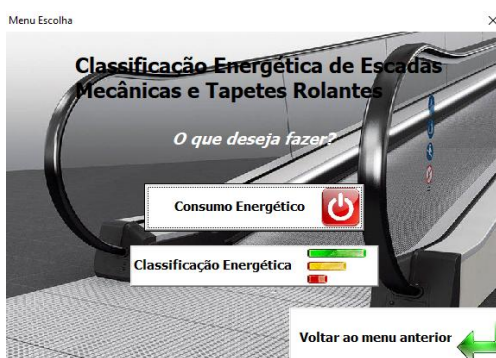 Menu Escolha
Classificação Energética de Escadas
Mecânicas e Tapetes Rolantes
O que deseja fazer?
Consumo Energético
Classificação Energética
Voltar ao menu anterior